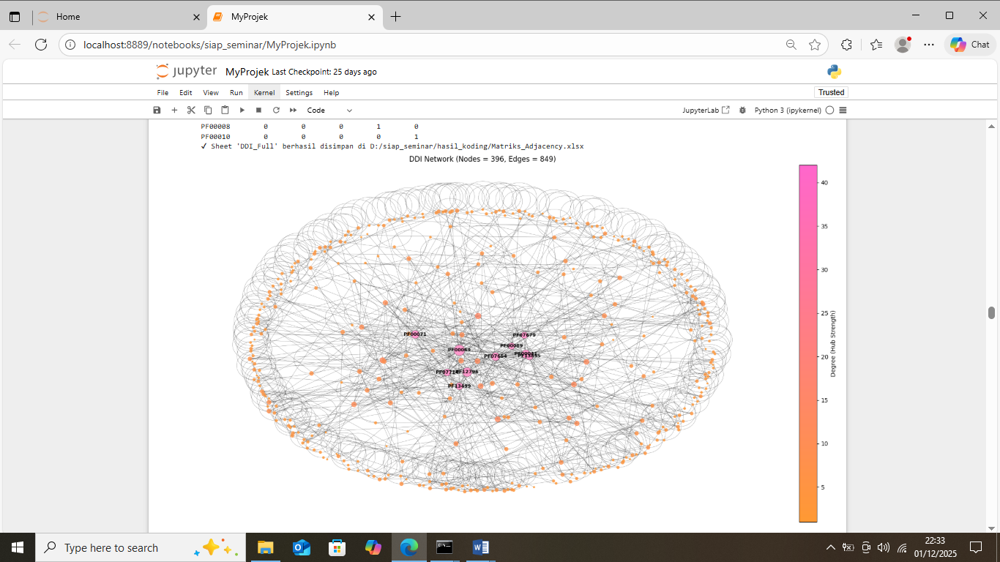 Home
MyProjek
localhost:8889/notebooks/siap_seminar/MyProjek.ipynb
Chat
jupyter MyProjek Last Checkpoint: 25 days ago
File Edit View Run Kernel Settings Help
Trusted
Code
JupyterLab
Python 3 (ipykernel)
PF00008 0 0 0 1 0
PF00010 0 0 0 0 1
✓ Sheet 'DDI_Full' berhasil disimpan di D:/siap_seminar/hasil_koding/Matriks_Adjacency.xlsx
DDI Network (Nodes = 396, Edges = 849)
40
35
30
25
20
15
10
5
Degree (Hub Strength)
PF00071
PF07679
PF00089
PF00069
PF07654
PF12796
PF13499
Type here to search
22:33
01/12/2025